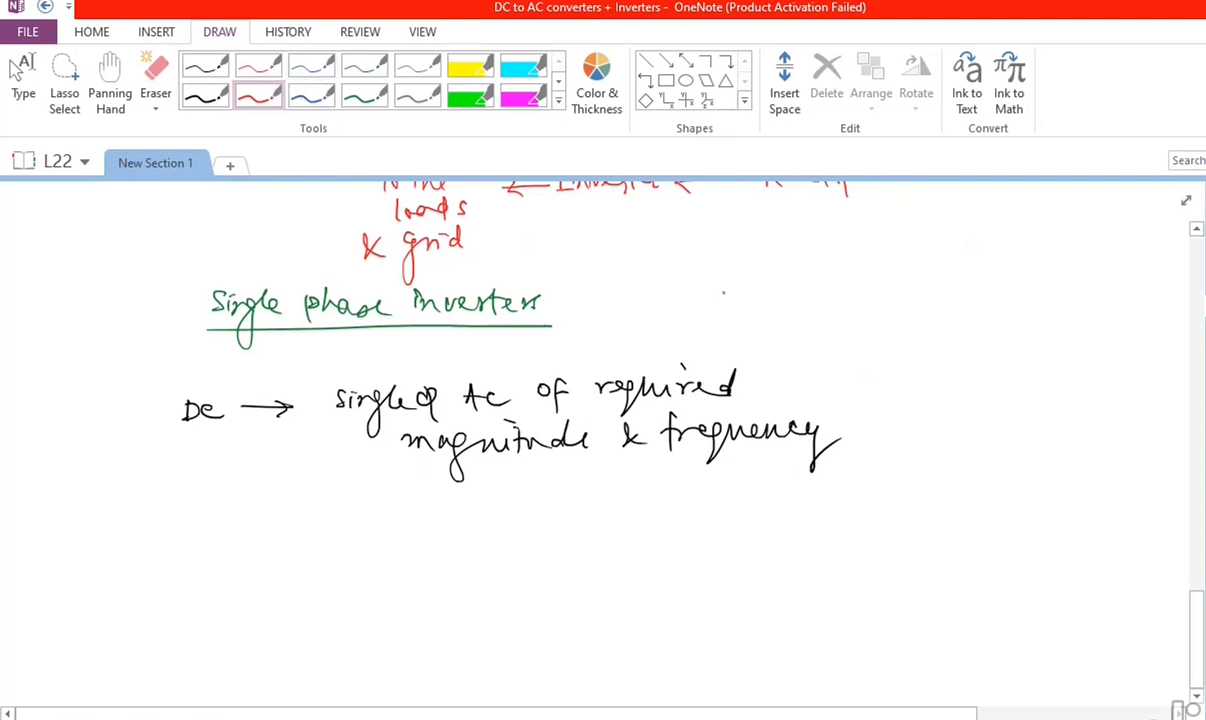 DC to AC converters + Inverters - OneNote (Product Activation Failed)
FILE HOME INSERT DRAW HISTORY REVIEW VIEW
Type Lasso Select Panning Hand Eraser Color & Thickness Insert Space Delete Arrange Rotate Ink to Text Ink to Math
Tools Shapes Edit Convert
L22 New Section 1 Search
loads
& grid
Single phase inverters
DC → single φ AC of required
magnitude & frequency